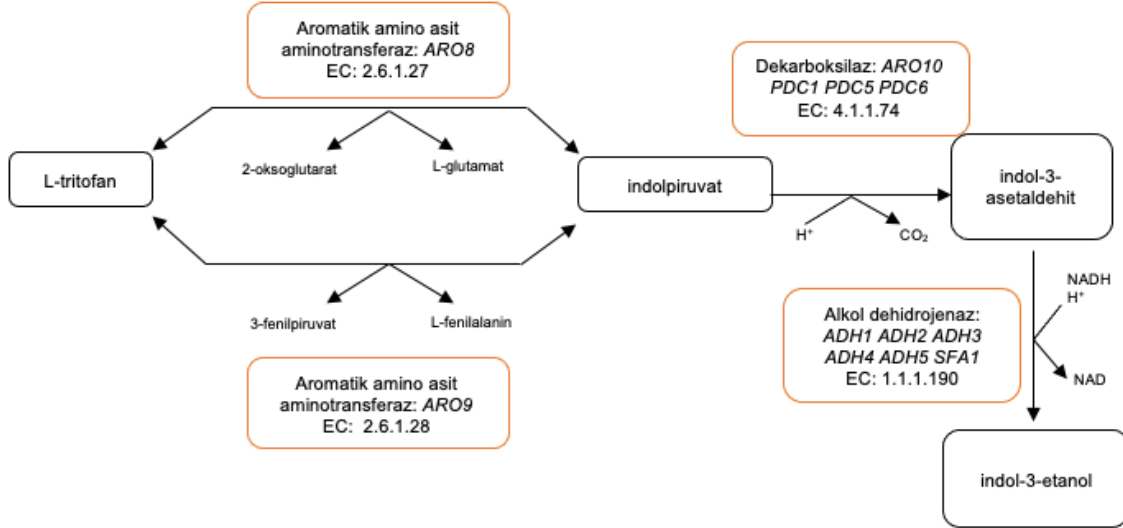 Aromatik amino asit
aminotransferaz: ARO8
EC: 2.6.1.27
Dekarboksilaz: ARO10
PDC1 PDC5 PDC6
EC: 4.1.1.74
L-tritofan
2-oksoglutarat
L-glutamat
indolpiruvat
H⁺
CO₂
indol-3-
asetaldehit
3-fenilpiruvat
L-fenilalanin
Aromatik amino asit
aminotransferaz: ARO9
EC: 2.6.1.28
Alkol dehidrojenaz:
ADH1 ADH2 ADH3
ADH4 ADH5 SFA1
EC: 1.1.1.190
NADH
H⁺
NAD
indol-3-etanol